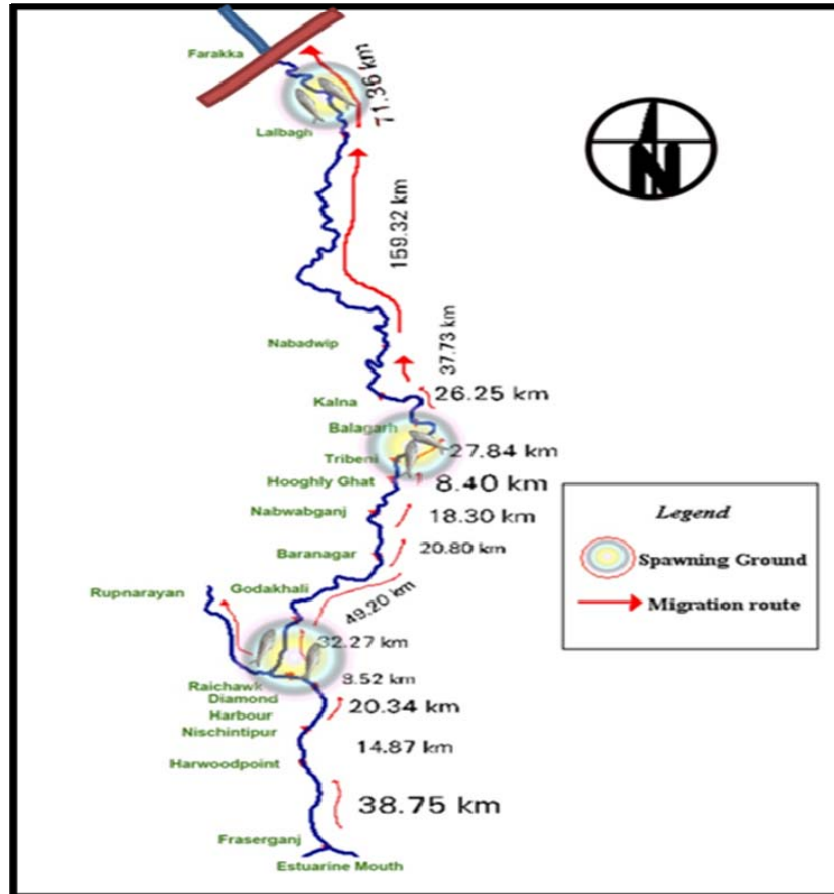 Farakka
71.36 km
Lalbagh
159.32 km
N
Nabadwip
37.73 km
Kalna
26.25 km
Balagarh
Tribeni
27.84 km
Hooghly Ghat
8.40 km
Nabwabganj
18.30 km
Baranagar
20.80 km
Rupnarayan
Godakhali
49.20 km
32.27 km
Raichawk
8.52 km
Diamond
Harbour
20.34 km
Nischintipur
14.87 km
Harwoodpoint
38.75 km
Fraserganj
Estuarine Mouth
Legend
Spawning Ground
Migration route